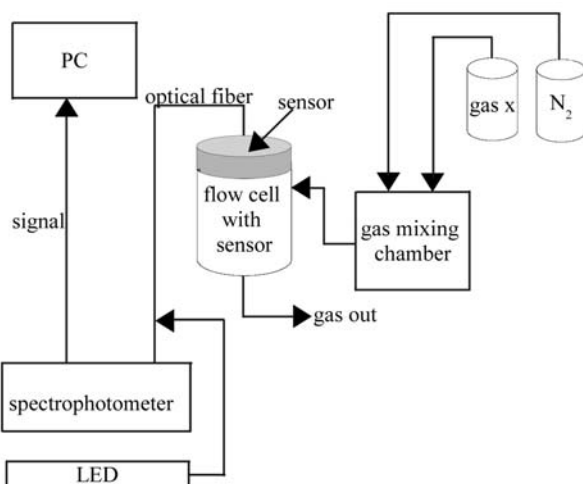 PC
optical fiber
sensor
gas x
N₂
signal
flow cell
with
sensor
gas mixing
chamber
gas out
spectrophotometer
LED